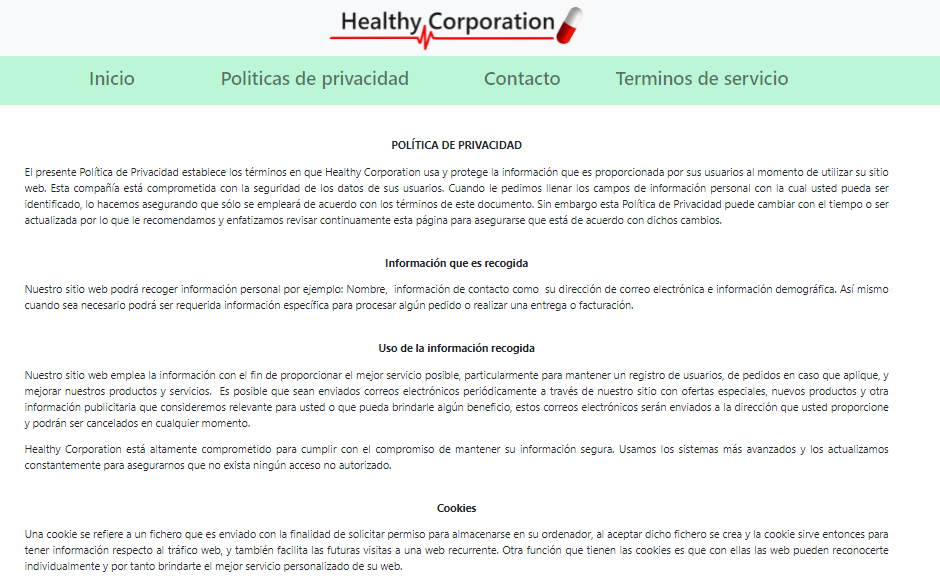 Healthy Corporation
Inicio Politicas de privacidad Contacto Terminos de servicio
POLÍTICA DE PRIVACIDAD
El presente Política de Privacidad establece los términos en que Healthy Corporation usa y protege la información que es proporcionada por sus usuarios al momento de utilizar su sitio
web. Esta compañía está comprometida con la seguridad de los datos de sus usuarios. Cuando le pedimos llenar los campos de información personal con la cual usted pueda ser
identificado, lo hacemos asegurando que sólo se empleará de acuerdo con los términos de este documento. Sin embargo esta Política de Privacidad puede cambiar con el tiempo o ser
actualizada por lo que le recomendamos y enfatizamos revisar continuamente esta página para asegurarse que está de acuerdo con dichos cambios.
Información que es recogida
Nuestro sitio web podrá recoger información personal por ejemplo: Nombre, información de contacto como su dirección de correo electrónica e información demográfica. Así mismo
cuando sea necesario podrá ser requerida información específica para procesar algún pedido o realizar una entrega o facturación.
Uso de la información recogida
Nuestro sitio web emplea la información con el fin de proporcionar el mejor servicio posible, particularmente para mantener un registro de usuarios, de pedidos en caso que aplique, y
mejorar nuestros productos y servicios. Es posible que sean enviados correos electrónicos periódicamente a través de nuestro sitio con ofertas especiales, nuevos productos y otra
información publicitaria que consideremos relevante para usted o que pueda brindarle algún beneficio, estos correos electrónicos serán enviados a la dirección que usted proporcione
y podrán ser cancelados en cualquier momento.
Healthy Corporation está altamente comprometido para cumplir con el compromiso de mantener su información segura. Usamos los sistemas más avanzados y los actualizamos
constantemente para asegurarnos que no exista ningún acceso no autorizado.
Cookies
Una cookie se refiere a un fichero que es enviado con la finalidad de solicitar permiso para almacenarse en su ordenador, al aceptar dicho fichero se crea y la cookie sirve entonces para
tener información respecto al tráfico web, y también facilita las futuras visitas a una web recurrente. Otra función que tienen las cookies es que con ellas las web pueden reconocerte
individualmente y por tanto brindarte el mejor servicio personalizado de su web.